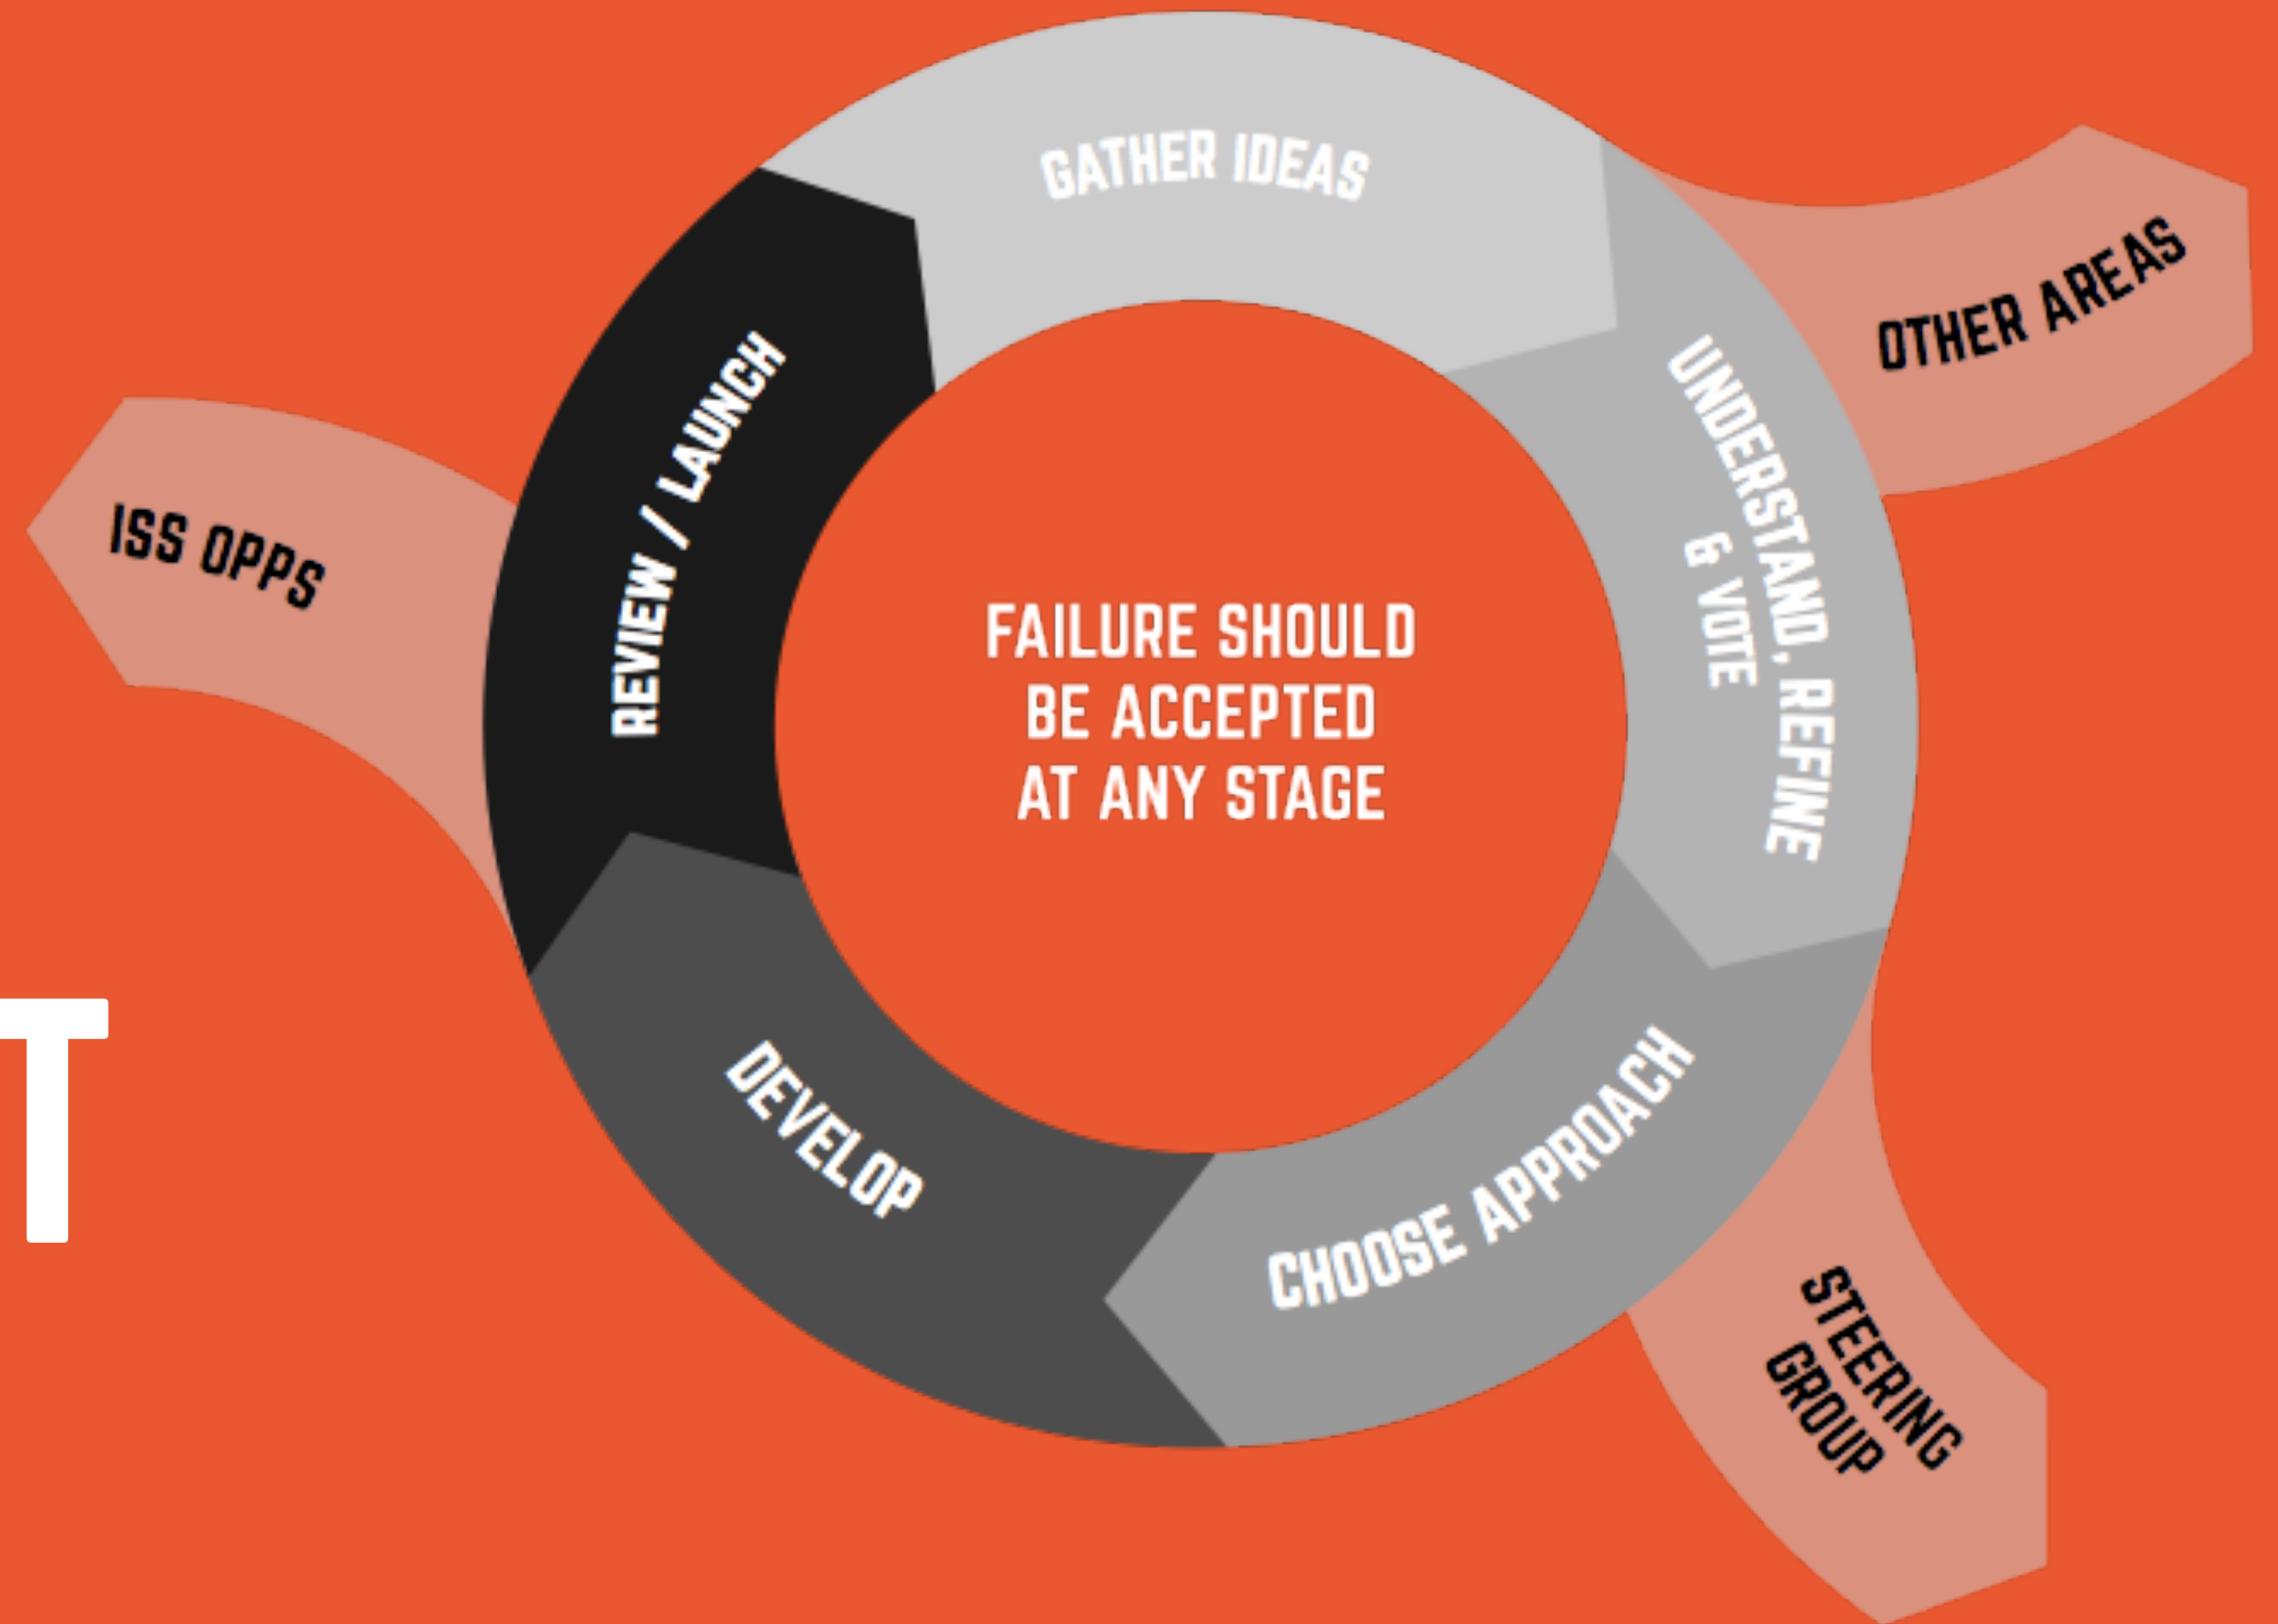 GATHER IDEAS
OTHER AREAS
UNDERSTAND, REFINE
& VOTE
REVIEW / LAUNCH
ISS OPPS
FAILURE SHOULD
BE ACCEPTED
AT ANY STAGE
T
CHOOSE APPROACH
DEVELOP
STEERING
GROUP